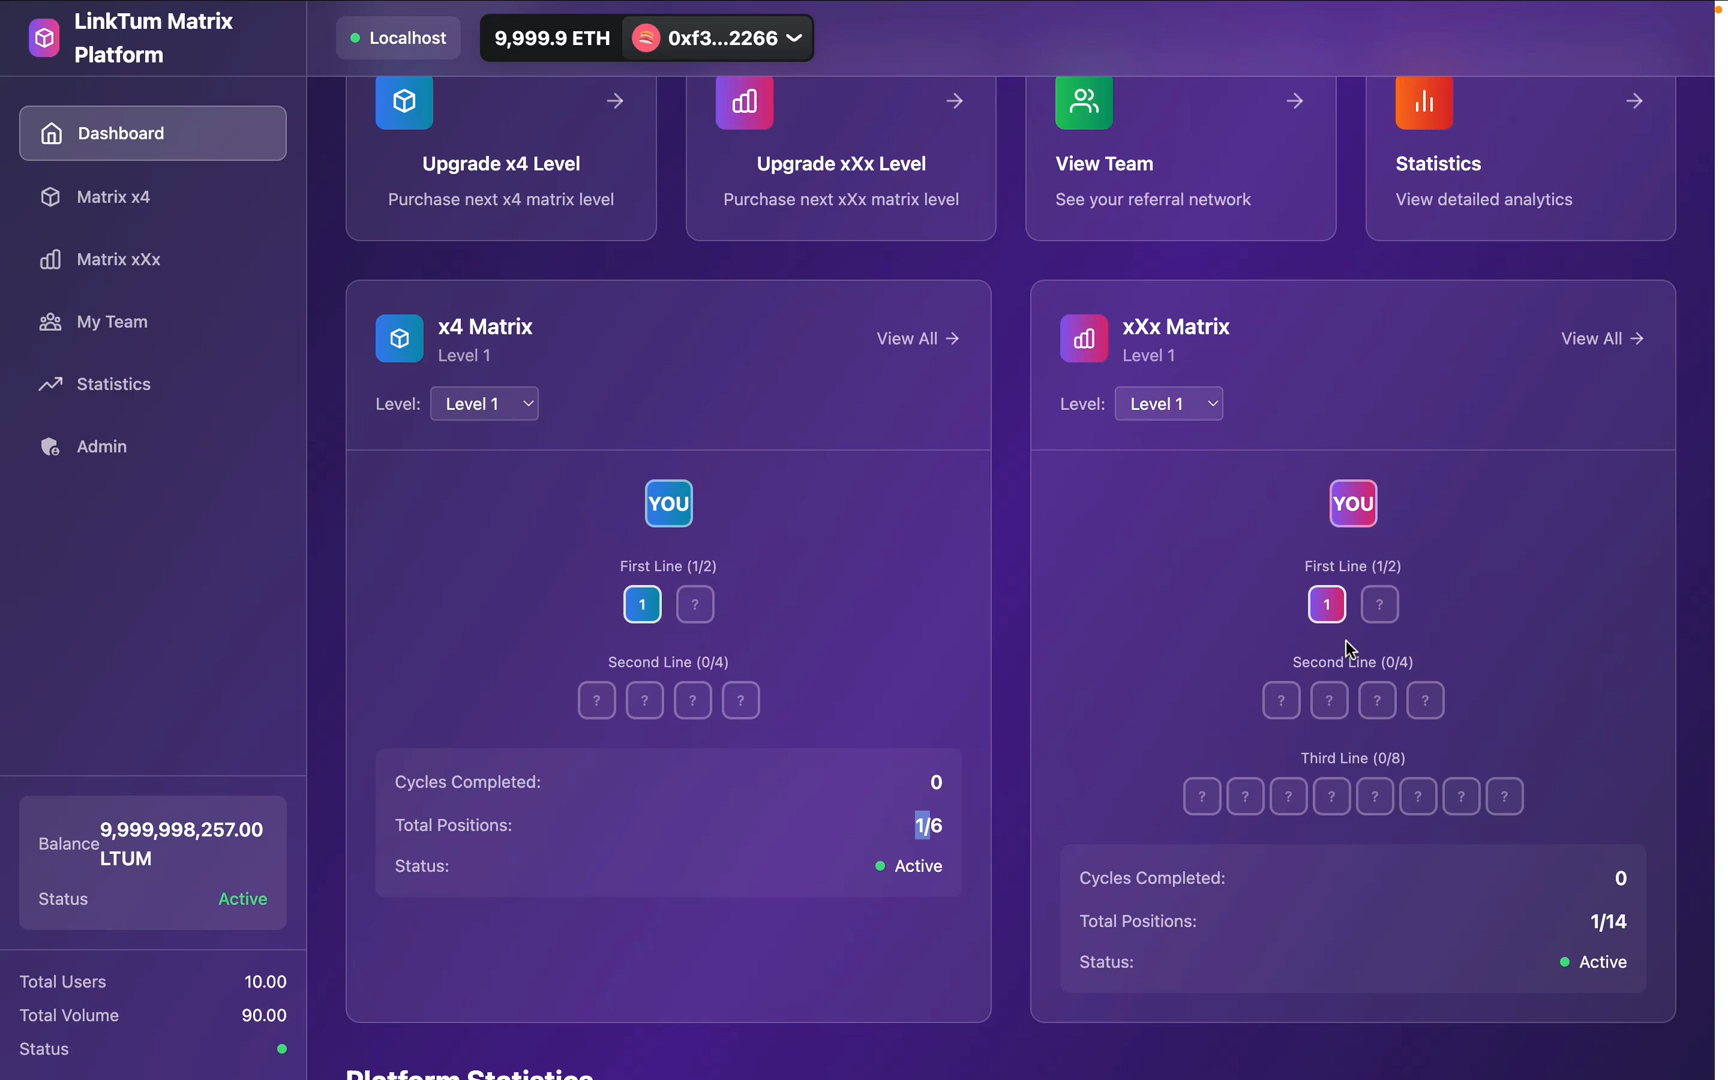 LinkTum Matrix
Platform
Localhost
9,999.9 ETH
0xf3...2266
Dashboard
Matrix x4
Matrix xXx
My Team
Statistics
Admin
Balance
9,999,998,257.00
LTUM
Status
Active
Total Users
10.00
Total Volume
90.00
Status
Upgrade x4 Level
Purchase next x4 matrix level
Upgrade xXx Level
Purchase next xXx matrix level
View Team
See your referral network
Statistics
View detailed analytics
x4 Matrix
Level 1
View All →
Level:
Level 1
YOU
First Line (1/2)
1 ?
Second Line (0/4)
? ? ? ?
Cycles Completed:
0
Total Positions:
1/6
Status:
Active
xXx Matrix
Level 1
View All →
Level:
Level 1
YOU
First Line (1/2)
1 ?
Second Line (0/4)
? ? ? ?
Third Line (0/8)
? ? ? ? ? ? ? ?
Cycles Completed:
0
Total Positions:
1/14
Status:
Active
Platform Statistics